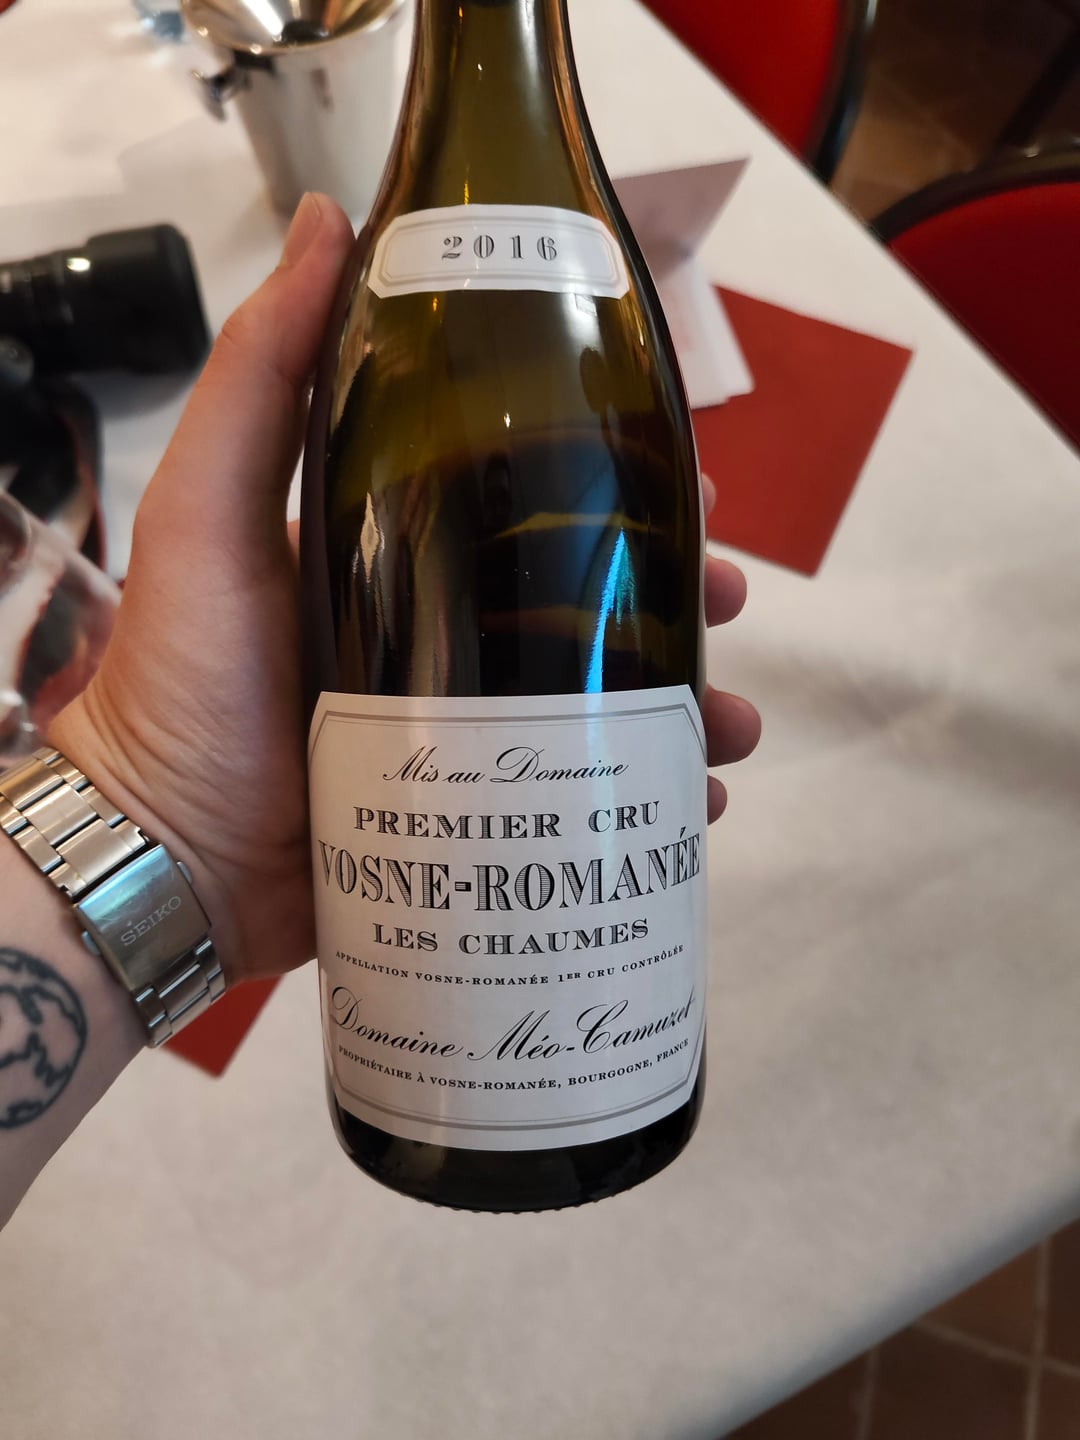 2016
Mis au Domaine
PREMIER CRU
VOSNE-ROMANÉE
LES CHAUMES
APPELLATION VOSNE-ROMANÉE 1ER CRU CONTRÔLÉE
Domaine Méo-Camuzet
PROPRIÉTAIRE À VOSNE-ROMANÉE, BOURGOGNE, FRANCE
SEIKO